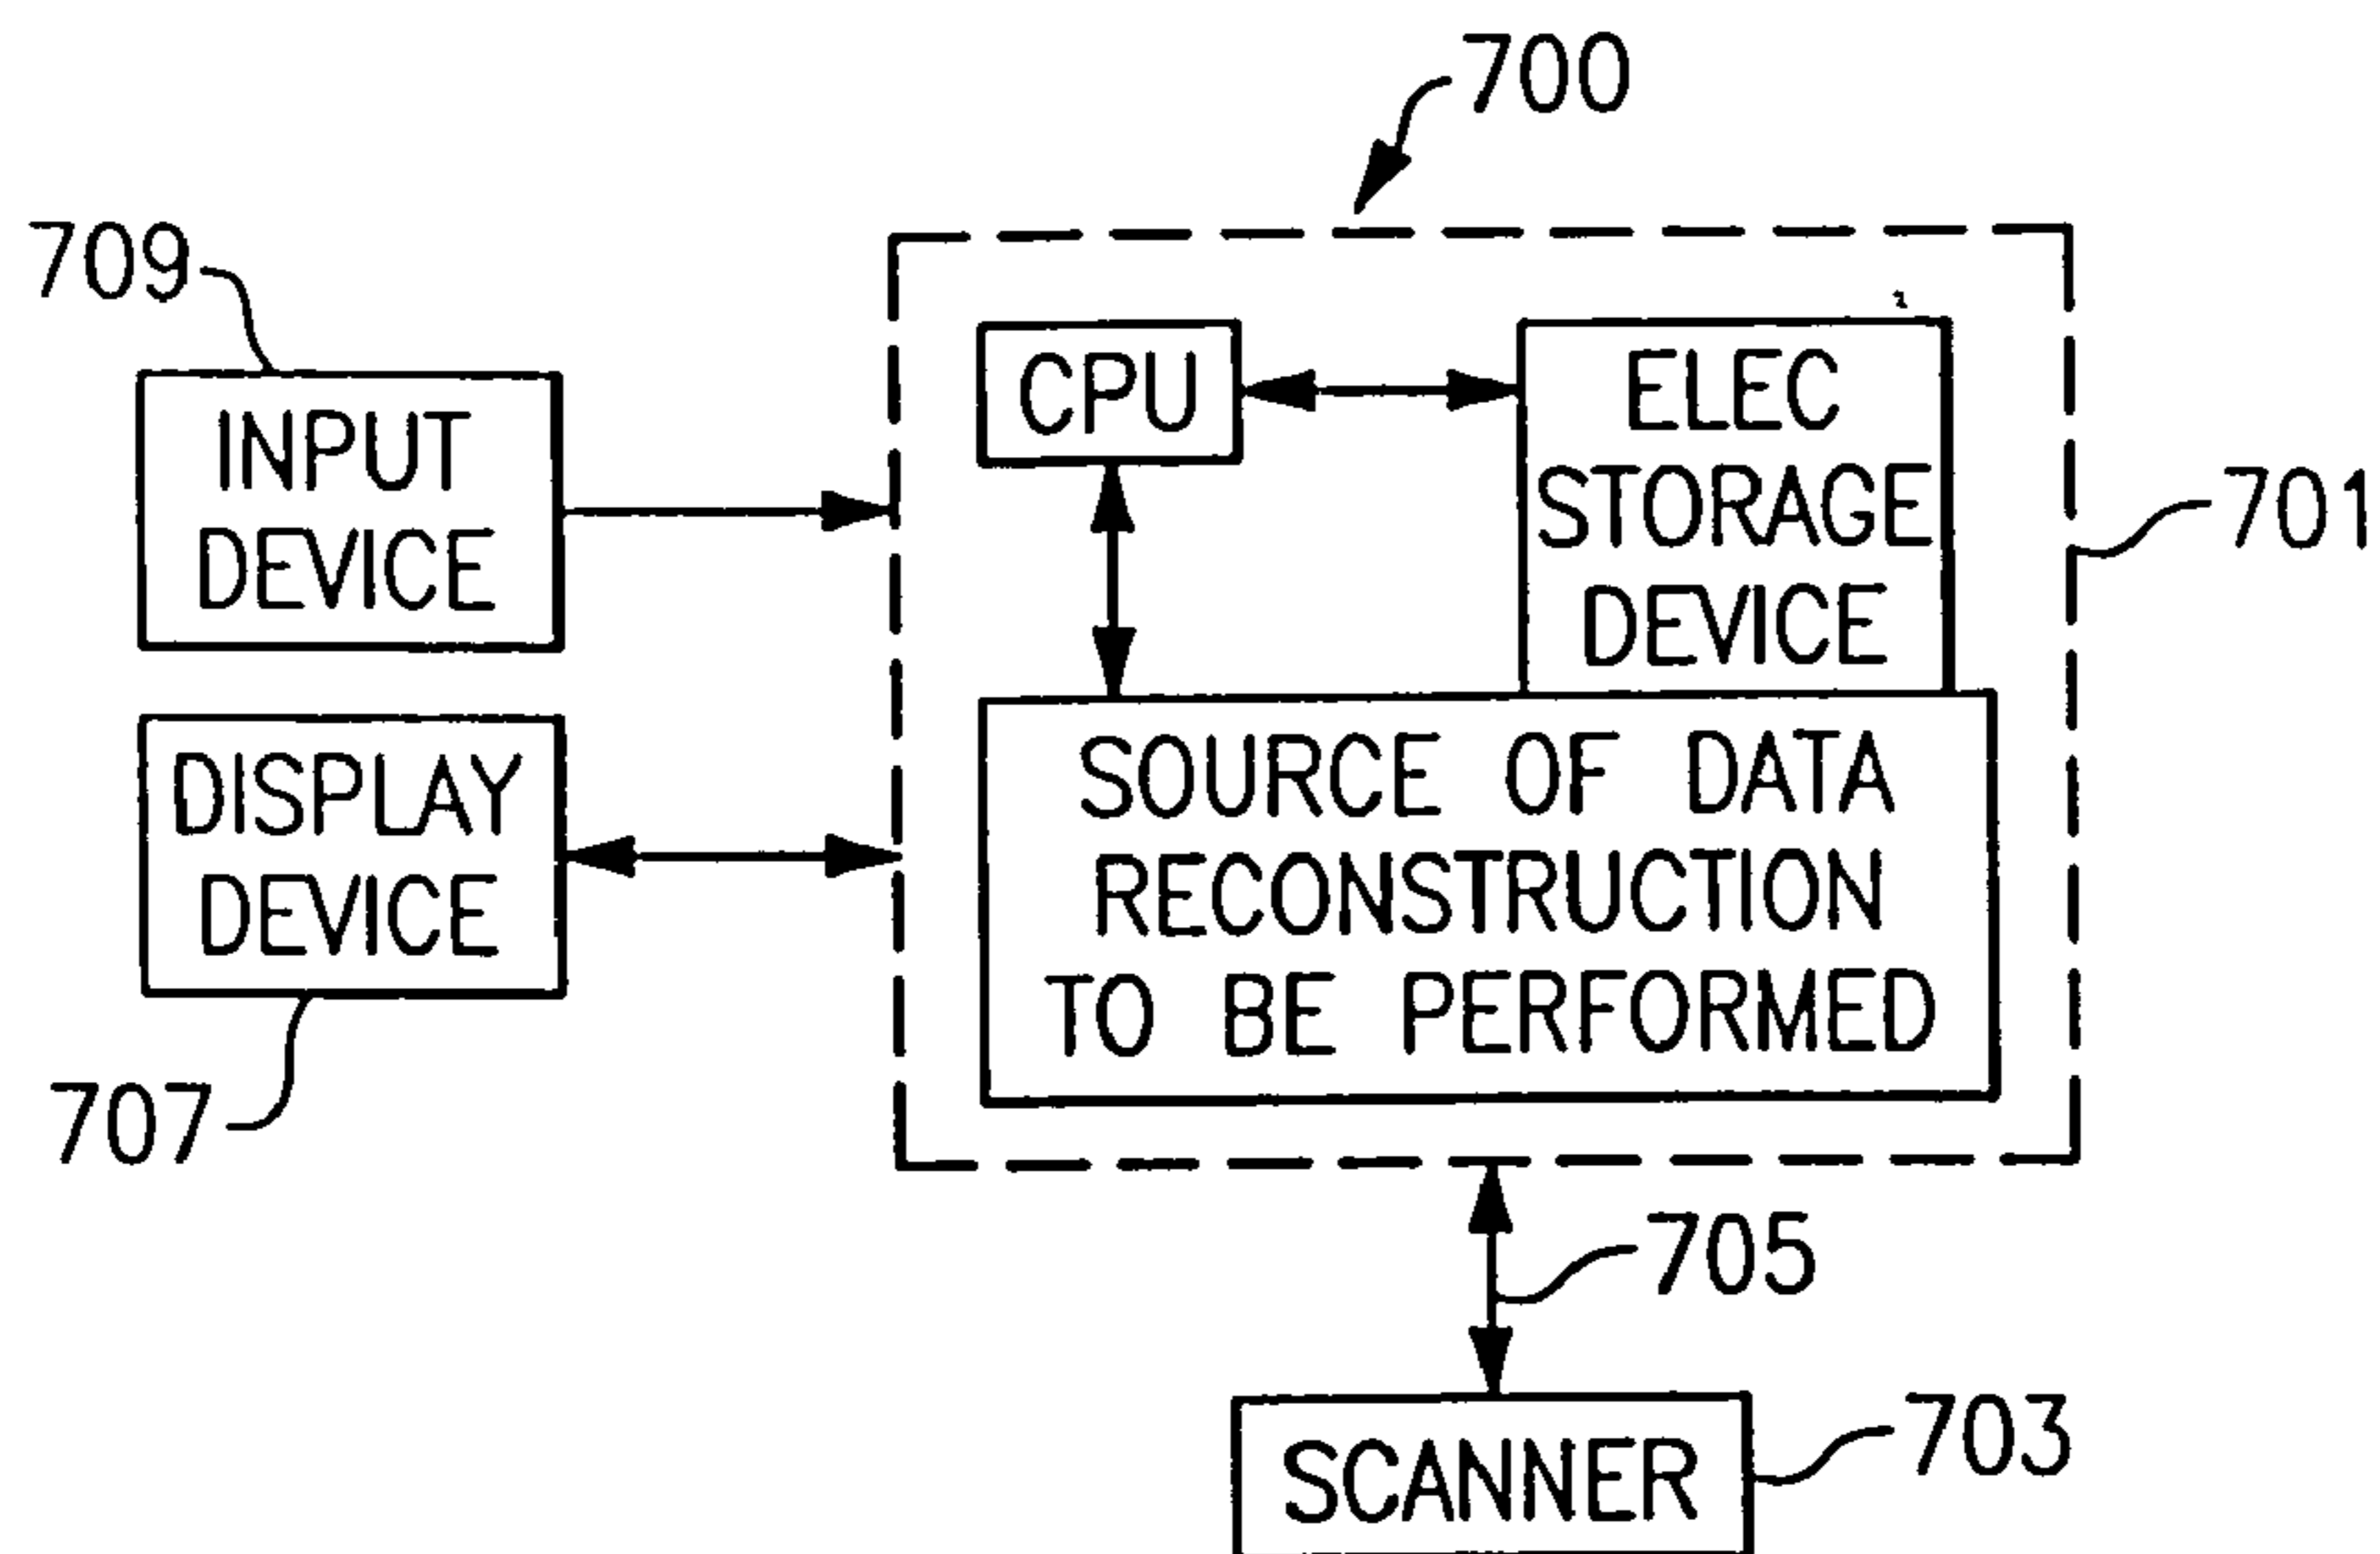 700
709
INPUT
DEVICE
CPU
ELEC
STORAGE
DEVICE
701
DISPLAY
DEVICE
707
SOURCE OF DATA
RECONSTRUCTION
TO BE PERFORMED
705
SCANNER
703